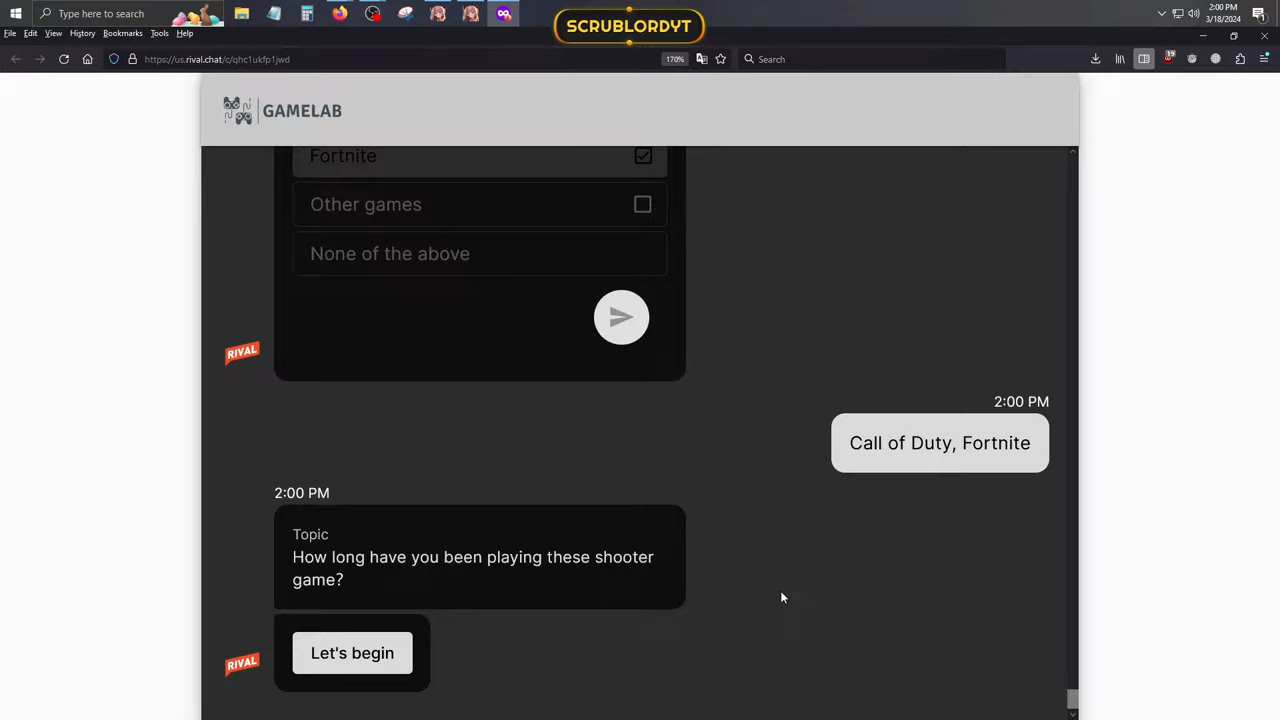 Type here to search
SCRUBLORDYT
2:00 PM
3/18/2024
1
File Edit View History Bookmarks Tools Help
https://us.rival.chat/c/qhc1ukfp1jwd
170%
Search
19
GAMELAB
Fortnite
Other games
None of the above
RIVAL
2:00 PM
Call of Duty, Fortnite
2:00 PM
Topic
How long have you been playing these shooter
game?
Let's begin
RIVAL